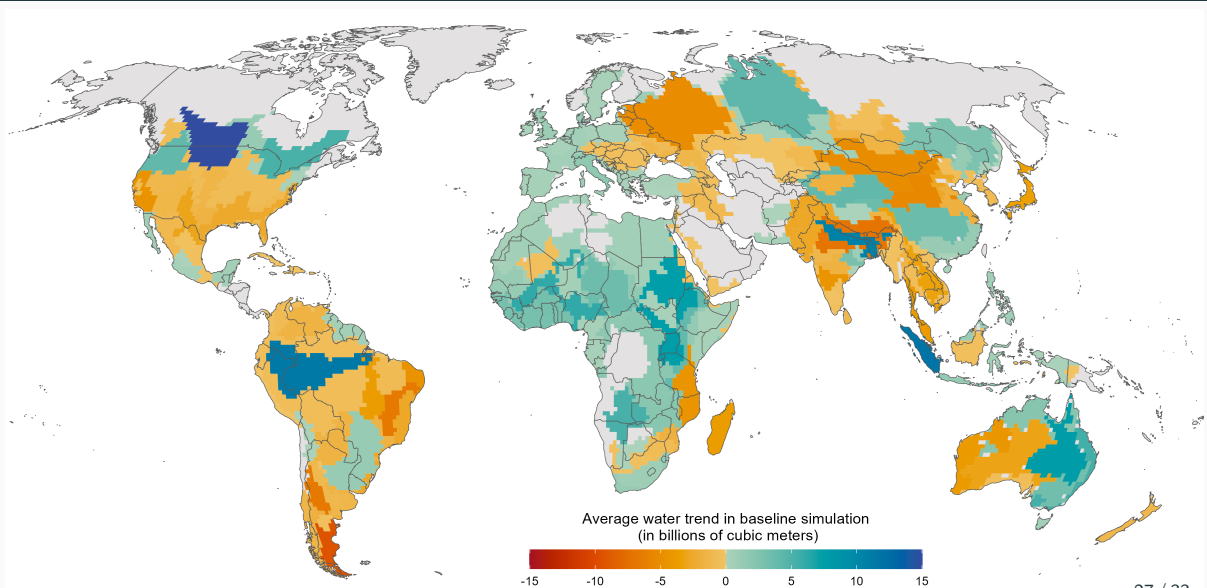 Average water trend in baseline simulation
(in billions of cubic meters)
-15 -10 -5 0 5 10 15